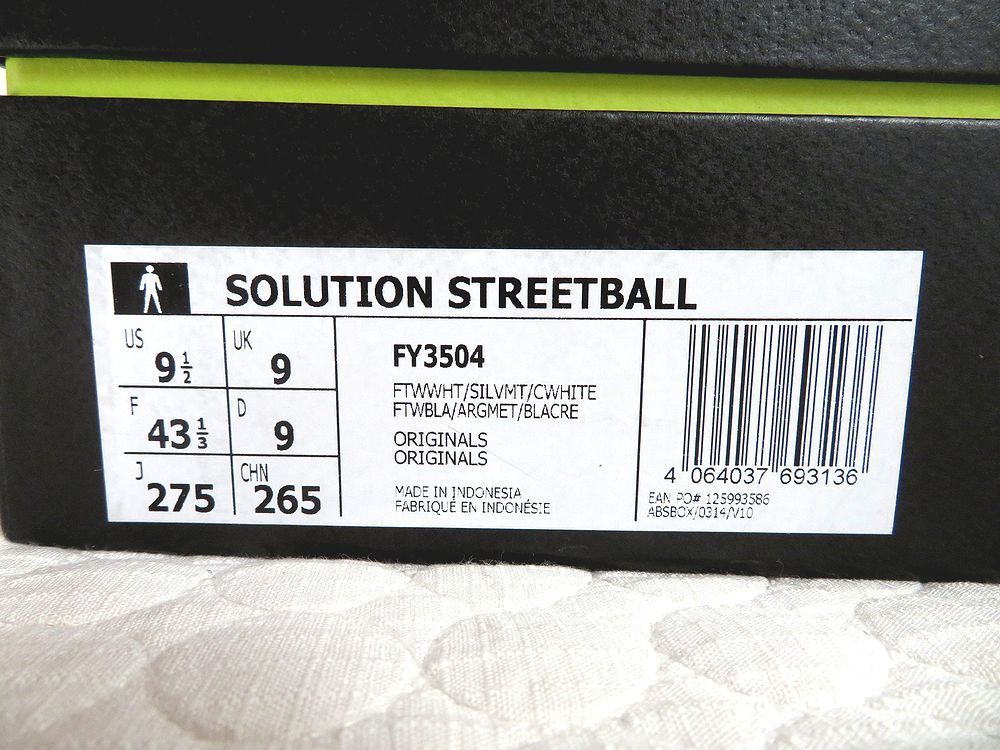 SOLUTION STREETBALL
US 9 1/2
UK 9
F 43 1/3
D 9
J 275
CHN 265
FY3504
FTWWHT/SILVMT/CWHITE
FTWBLA/ARGMET/BLACRE
ORIGINALS
ORIGINALS
MADE IN INDONESIA
FABRIQUÉ EN INDONÉSIE
4 064037 693136
EAN PO# 125993586
ABSBOX/0314/V10